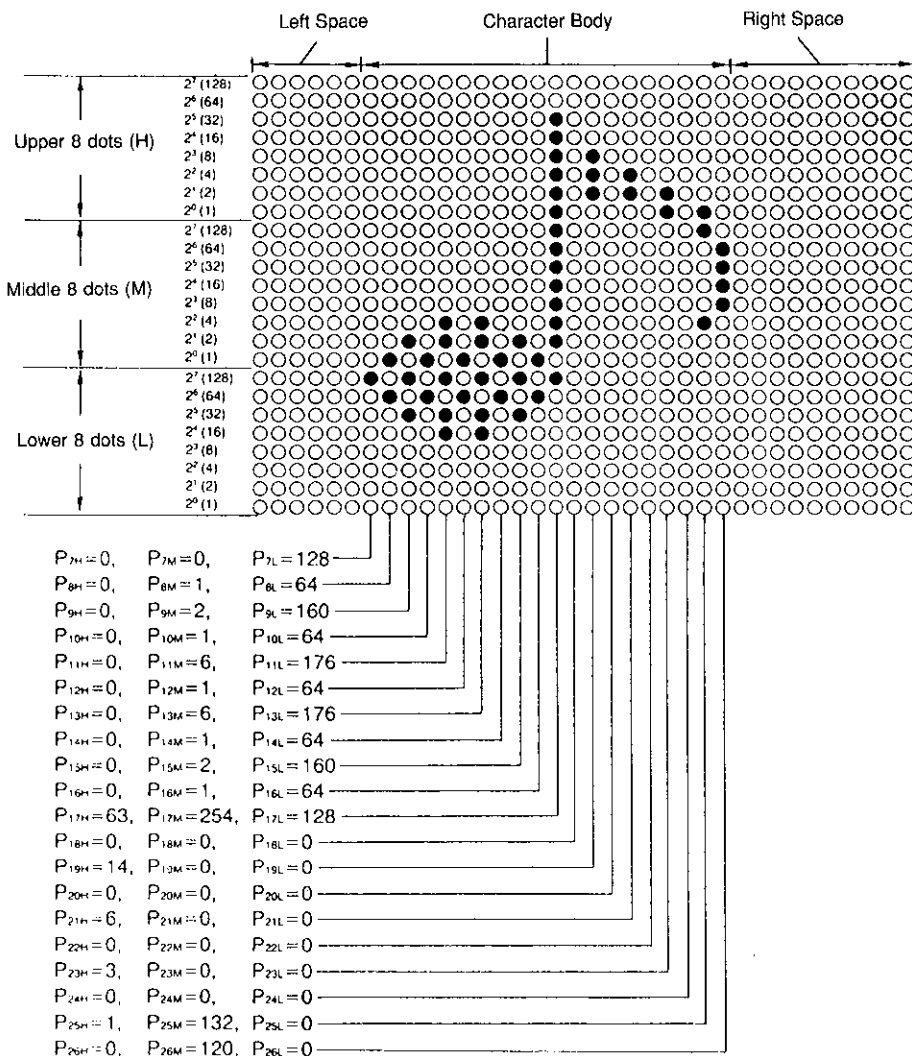 Left Space Character Body Right Space
2⁷ (128)
2⁶ (64)
2⁵ (32)
2⁴ (16)
Upper 8 dots (H)
2³ (8)
2² (4)
2¹ (2)
2⁰ (1)
2⁷ (128)
2⁶ (64)
2⁵ (32)
2⁴ (16)
Middle 8 dots (M)
2³ (8)
2² (4)
2¹ (2)
2⁰ (1)
2⁷ (128)
2⁶ (64)
2⁵ (32)
2⁴ (16)
Lower 8 dots (L)
2³ (8)
2² (4)
2¹ (2)
2⁰ (1)
P7H=0, P7M=0, P7L=128
P8H=0, P8M=1, P8L=64
P9H=0, P9M=2, P9L=160
P10H=0, P10M=1, P10L=64
P11H=0, P11M=6, P11L=176
P12H=0, P12M=1, P12L=64
P13H=0, P13M=6, P13L=176
P14H=0, P14M=1, P14L=64
P15H=0, P15M=2, P15L=160
P16H=0, P16M=1, P16L=64
P17H=63, P17M=254, P17L=128
P18H=0, P18M=0, P18L=0
P19H=14, P19M=0, P19L=0
P20H=0, P20M=0, P20L=0
P21H=6, P21M=0, P21L=0
P22H=0, P22M=0, P22L=0
P23H=3, P23M=0, P23L=0
P24H=0, P24M=0, P24L=0
P25H=1, P25M=132, P25L=0
P26H=0, P26M=120, P26L=0